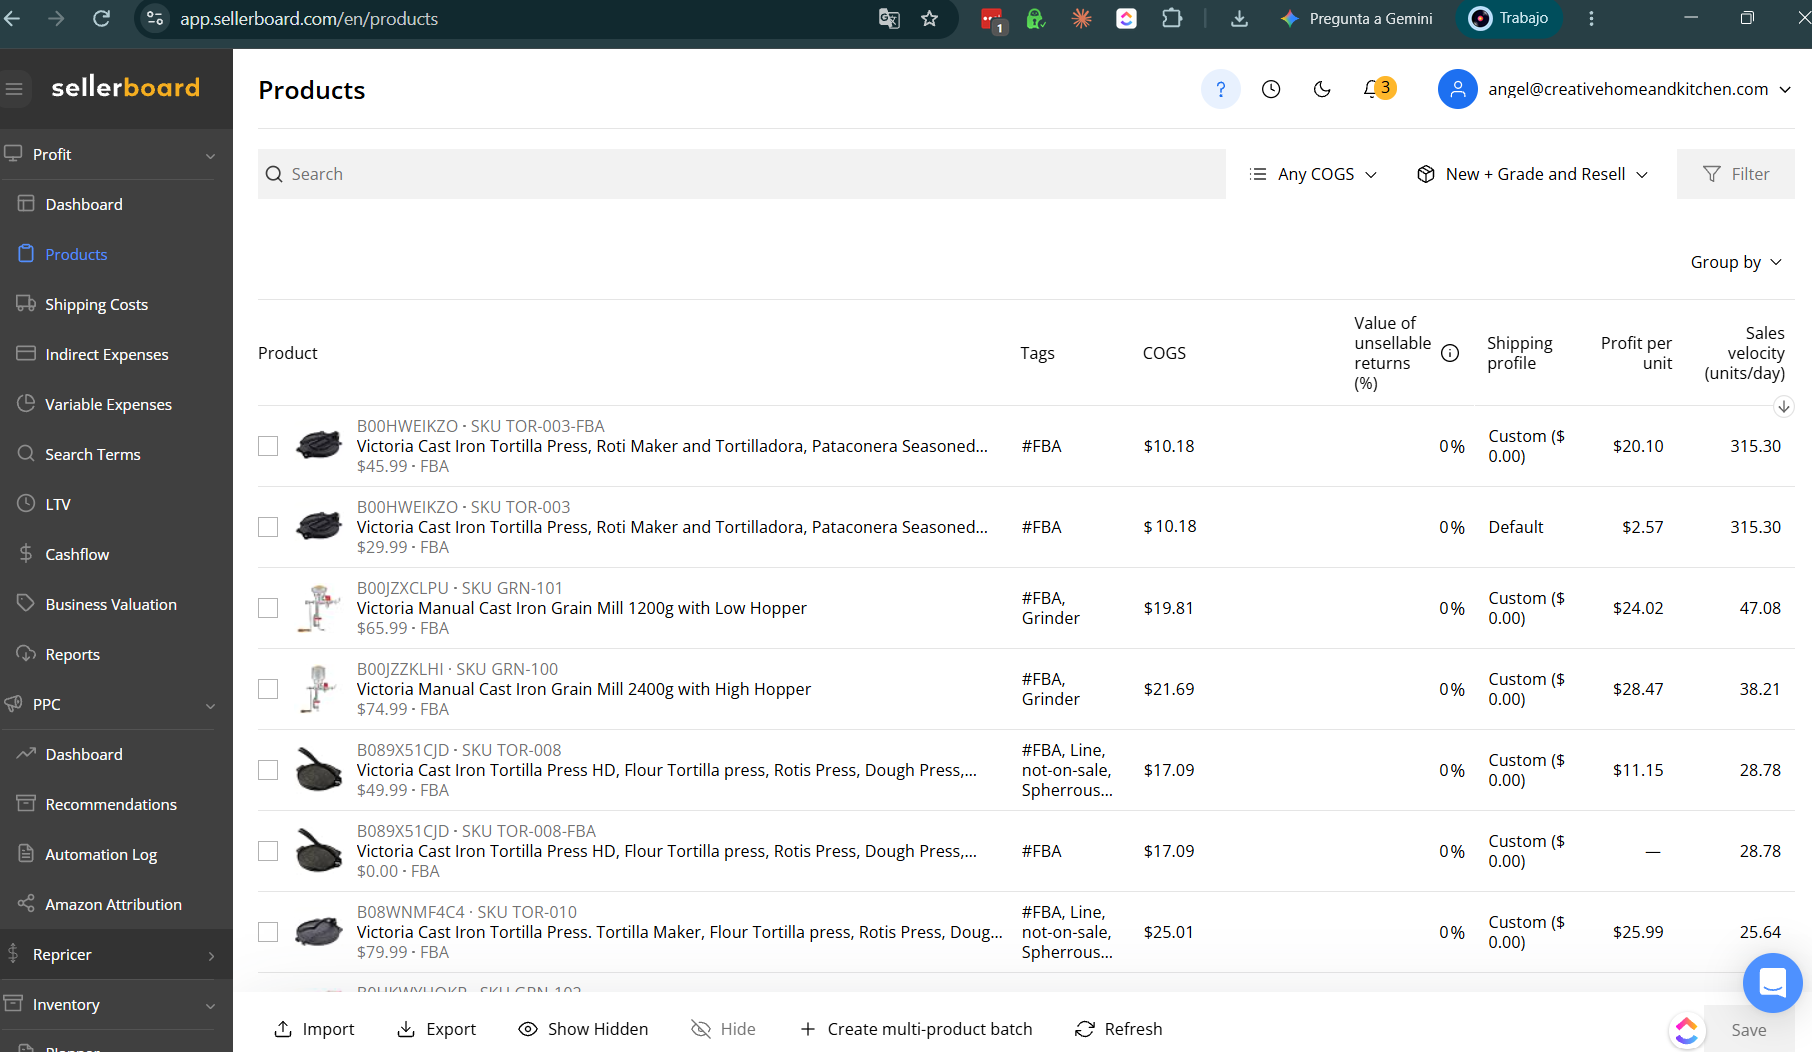 app.sellerboard.com/en/products
1
Pregunta a Gemini
Trabajo
sellerboard
Profit
Dashboard
Products
Shipping Costs
Indirect Expenses
Variable Expenses
Search Terms
LTV
Cashflow
Business Valuation
Reports
PPC
Dashboard
Recommendations
Automation Log
Amazon Attribution
Repricer
Inventory
Planner
Products
?
3
angel@creativehomeandkitchen.com
Search
Any COGS
New + Grade and Resell
Filter
Group by
Product
Tags
COGS
Value of
unsellable
returns
(%)
Shipping
profile
Profit per
unit
Sales
velocity
(units/day)
B00HWEIKZO · SKU TOR-003-FBA
Victoria Cast Iron Tortilla Press, Roti Maker and Tortilladora, Pataconera Seasoned...
$45.99 · FBA
#FBA
$10.18
0%
Custom ($
0.00)
$20.10
315.30
B00HWEIKZO · SKU TOR-003
Victoria Cast Iron Tortilla Press, Roti Maker and Tortilladora, Pataconera Seasoned...
$29.99 · FBA
#FBA
$ 10.18
0%
Default
$2.57
315.30
B00JZXCLPU · SKU GRN-101
Victoria Manual Cast Iron Grain Mill 1200g with Low Hopper
$65.99 · FBA
#FBA,
Grinder
$19.81
0%
Custom ($
0.00)
$24.02
47.08
B00JZZKLHI · SKU GRN-100
Victoria Manual Cast Iron Grain Mill 2400g with High Hopper
$74.99 · FBA
#FBA,
Grinder
$21.69
0%
Custom ($
0.00)
$28.47
38.21
B089X51CJD · SKU TOR-008
Victoria Cast Iron Tortilla Press HD, Flour Tortilla press, Rotis Press, Dough Press,...
$49.99 · FBA
#FBA, Line,
not-on-sale,
Spherrous...
$17.09
0%
Custom ($
0.00)
$11.15
28.78
B089X51CJD · SKU TOR-008-FBA
Victoria Cast Iron Tortilla Press HD, Flour Tortilla press, Rotis Press, Dough Press,...
$0.00 · FBA
#FBA
$17.09
0%
Custom ($
0.00)
—
28.78
B08WNMF4C4 · SKU TOR-010
Victoria Cast Iron Tortilla Press. Tortilla Maker, Flour Tortilla press, Rotis Press, Doug...
$79.99 · FBA
#FBA, Line,
not-on-sale,
Spherrous...
$25.01
0%
Custom ($
0.00)
$25.99
25.64
SKU GRN-102
Import
Export
Show Hidden
Hide
Create multi-product batch
Refresh
Save